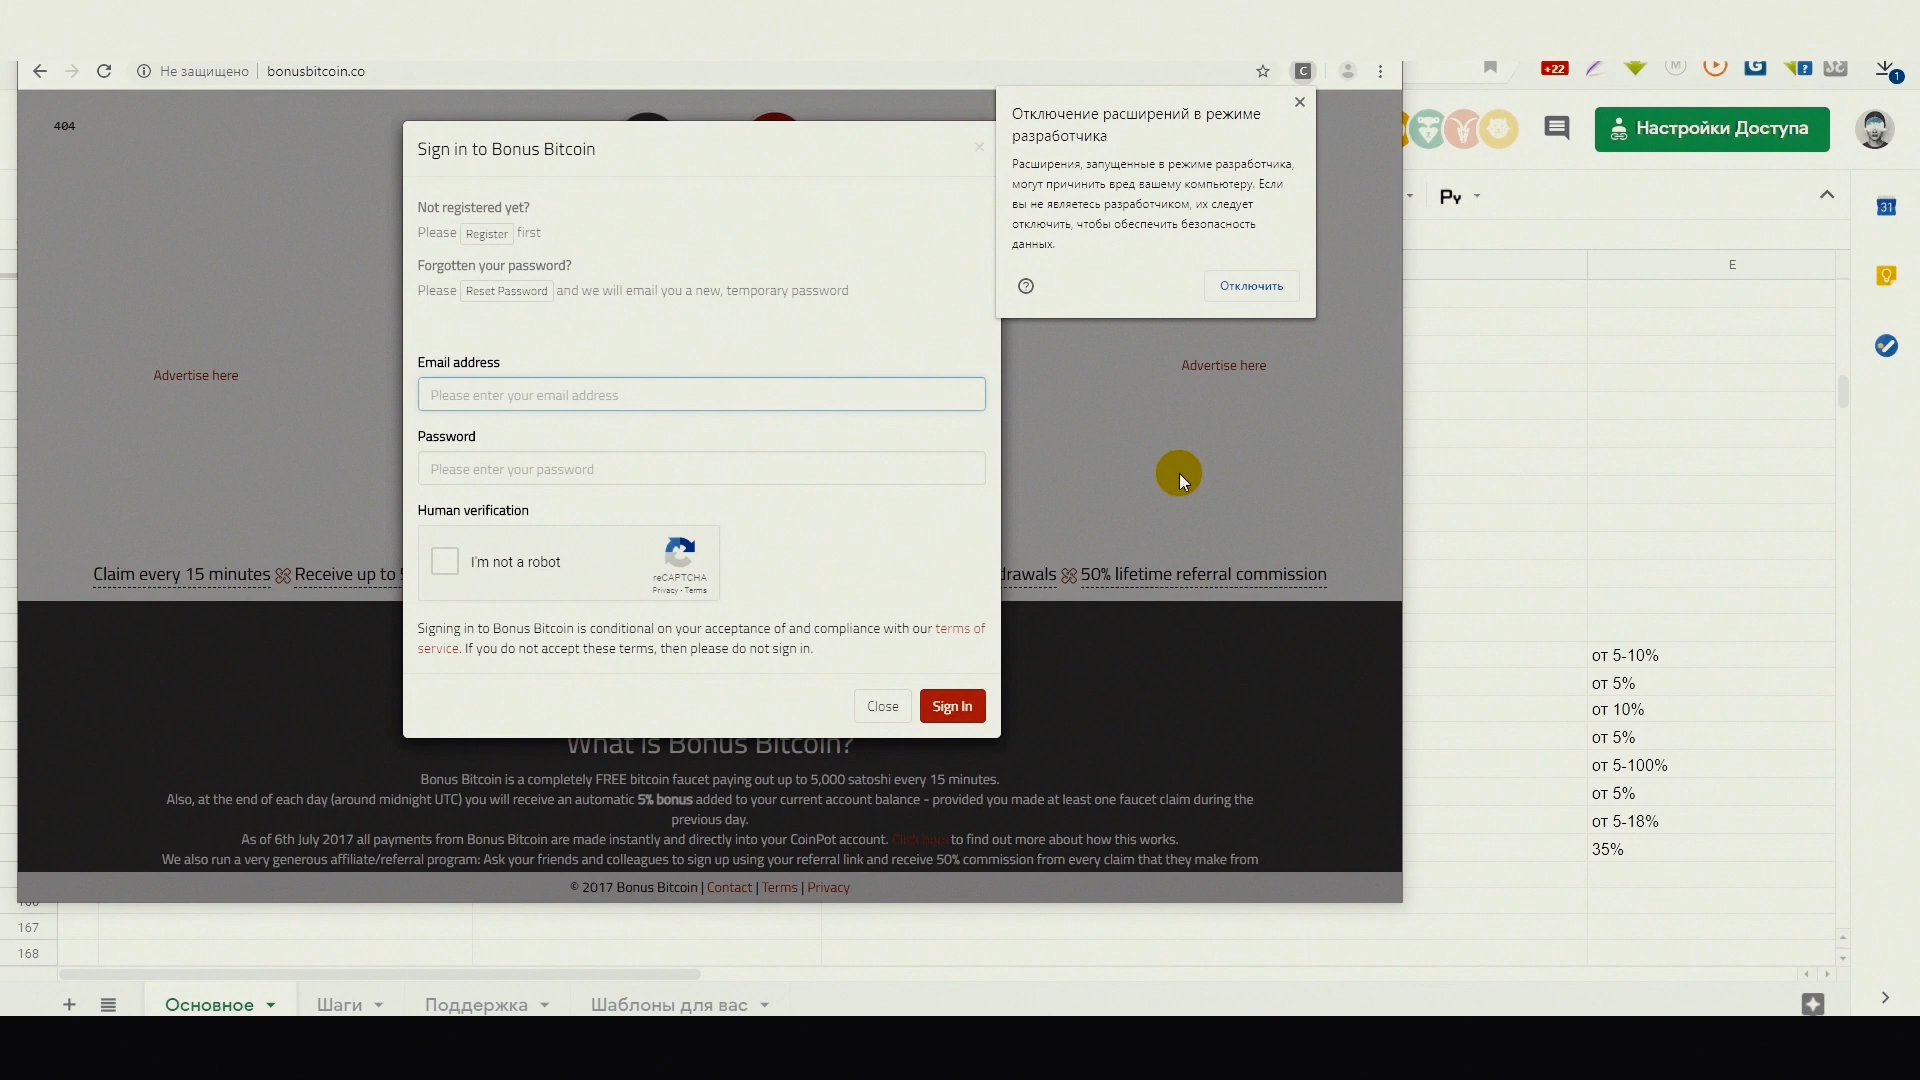 Не защищено
bonusbitcoin.co
+22
1
404
Настройки Доступа
Sign in to Bonus Bitcoin
Отключение расширений в режиме
разработчика
Расширения, запущенные в режиме разработчика,
могут причинить вред вашему компьютеру. Если
вы не являетесь разработчиком, их следует
отключить, чтобы обеспечить безопасность
данных.
Отключить
Not registered yet?
Please Register first
Forgotten your password?
Please Reset Password and we will email you a new, temporary password
Ру
31
E
Advertise here
Advertise here
Email address
Please enter your email address
Password
Please enter your password
Human verification
I'm not a robot
reCAPTCHA
Privacy - Terms
Claim every 15 minutes
Receive up to
50% lifetime referral commission
Signing in to Bonus Bitcoin is conditional on your acceptance of and compliance with our terms of
service. If you do not accept these terms, then please do not sign in.
Close
Sign In
What is Bonus Bitcoin?
Bonus Bitcoin is a completely FREE bitcoin faucet paying out up to 5,000 satoshi every 15 minutes.
Also, at the end of each day (around midnight UTC) you will receive an automatic 5% bonus added to your current account balance - provided you made at least one faucet claim during the
previous day.
As of 6th July 2017 all payments from Bonus Bitcoin are made instantly and directly into your CoinPot account. Click here to find out more about how this works.
We also run a very generous affiliate/referral program: Ask your friends and colleagues to sign up using your referral link and receive 50% commission from every claim that they make from
© 2017 Bonus Bitcoin | Contact | Terms | Privacy
от 5-10%
от 5%
от 10%
от 5%
от 5-100%
от 5%
от 5-18%
35%
167
168
Основное
Шаги
Поддержка
Шаблоны для вас